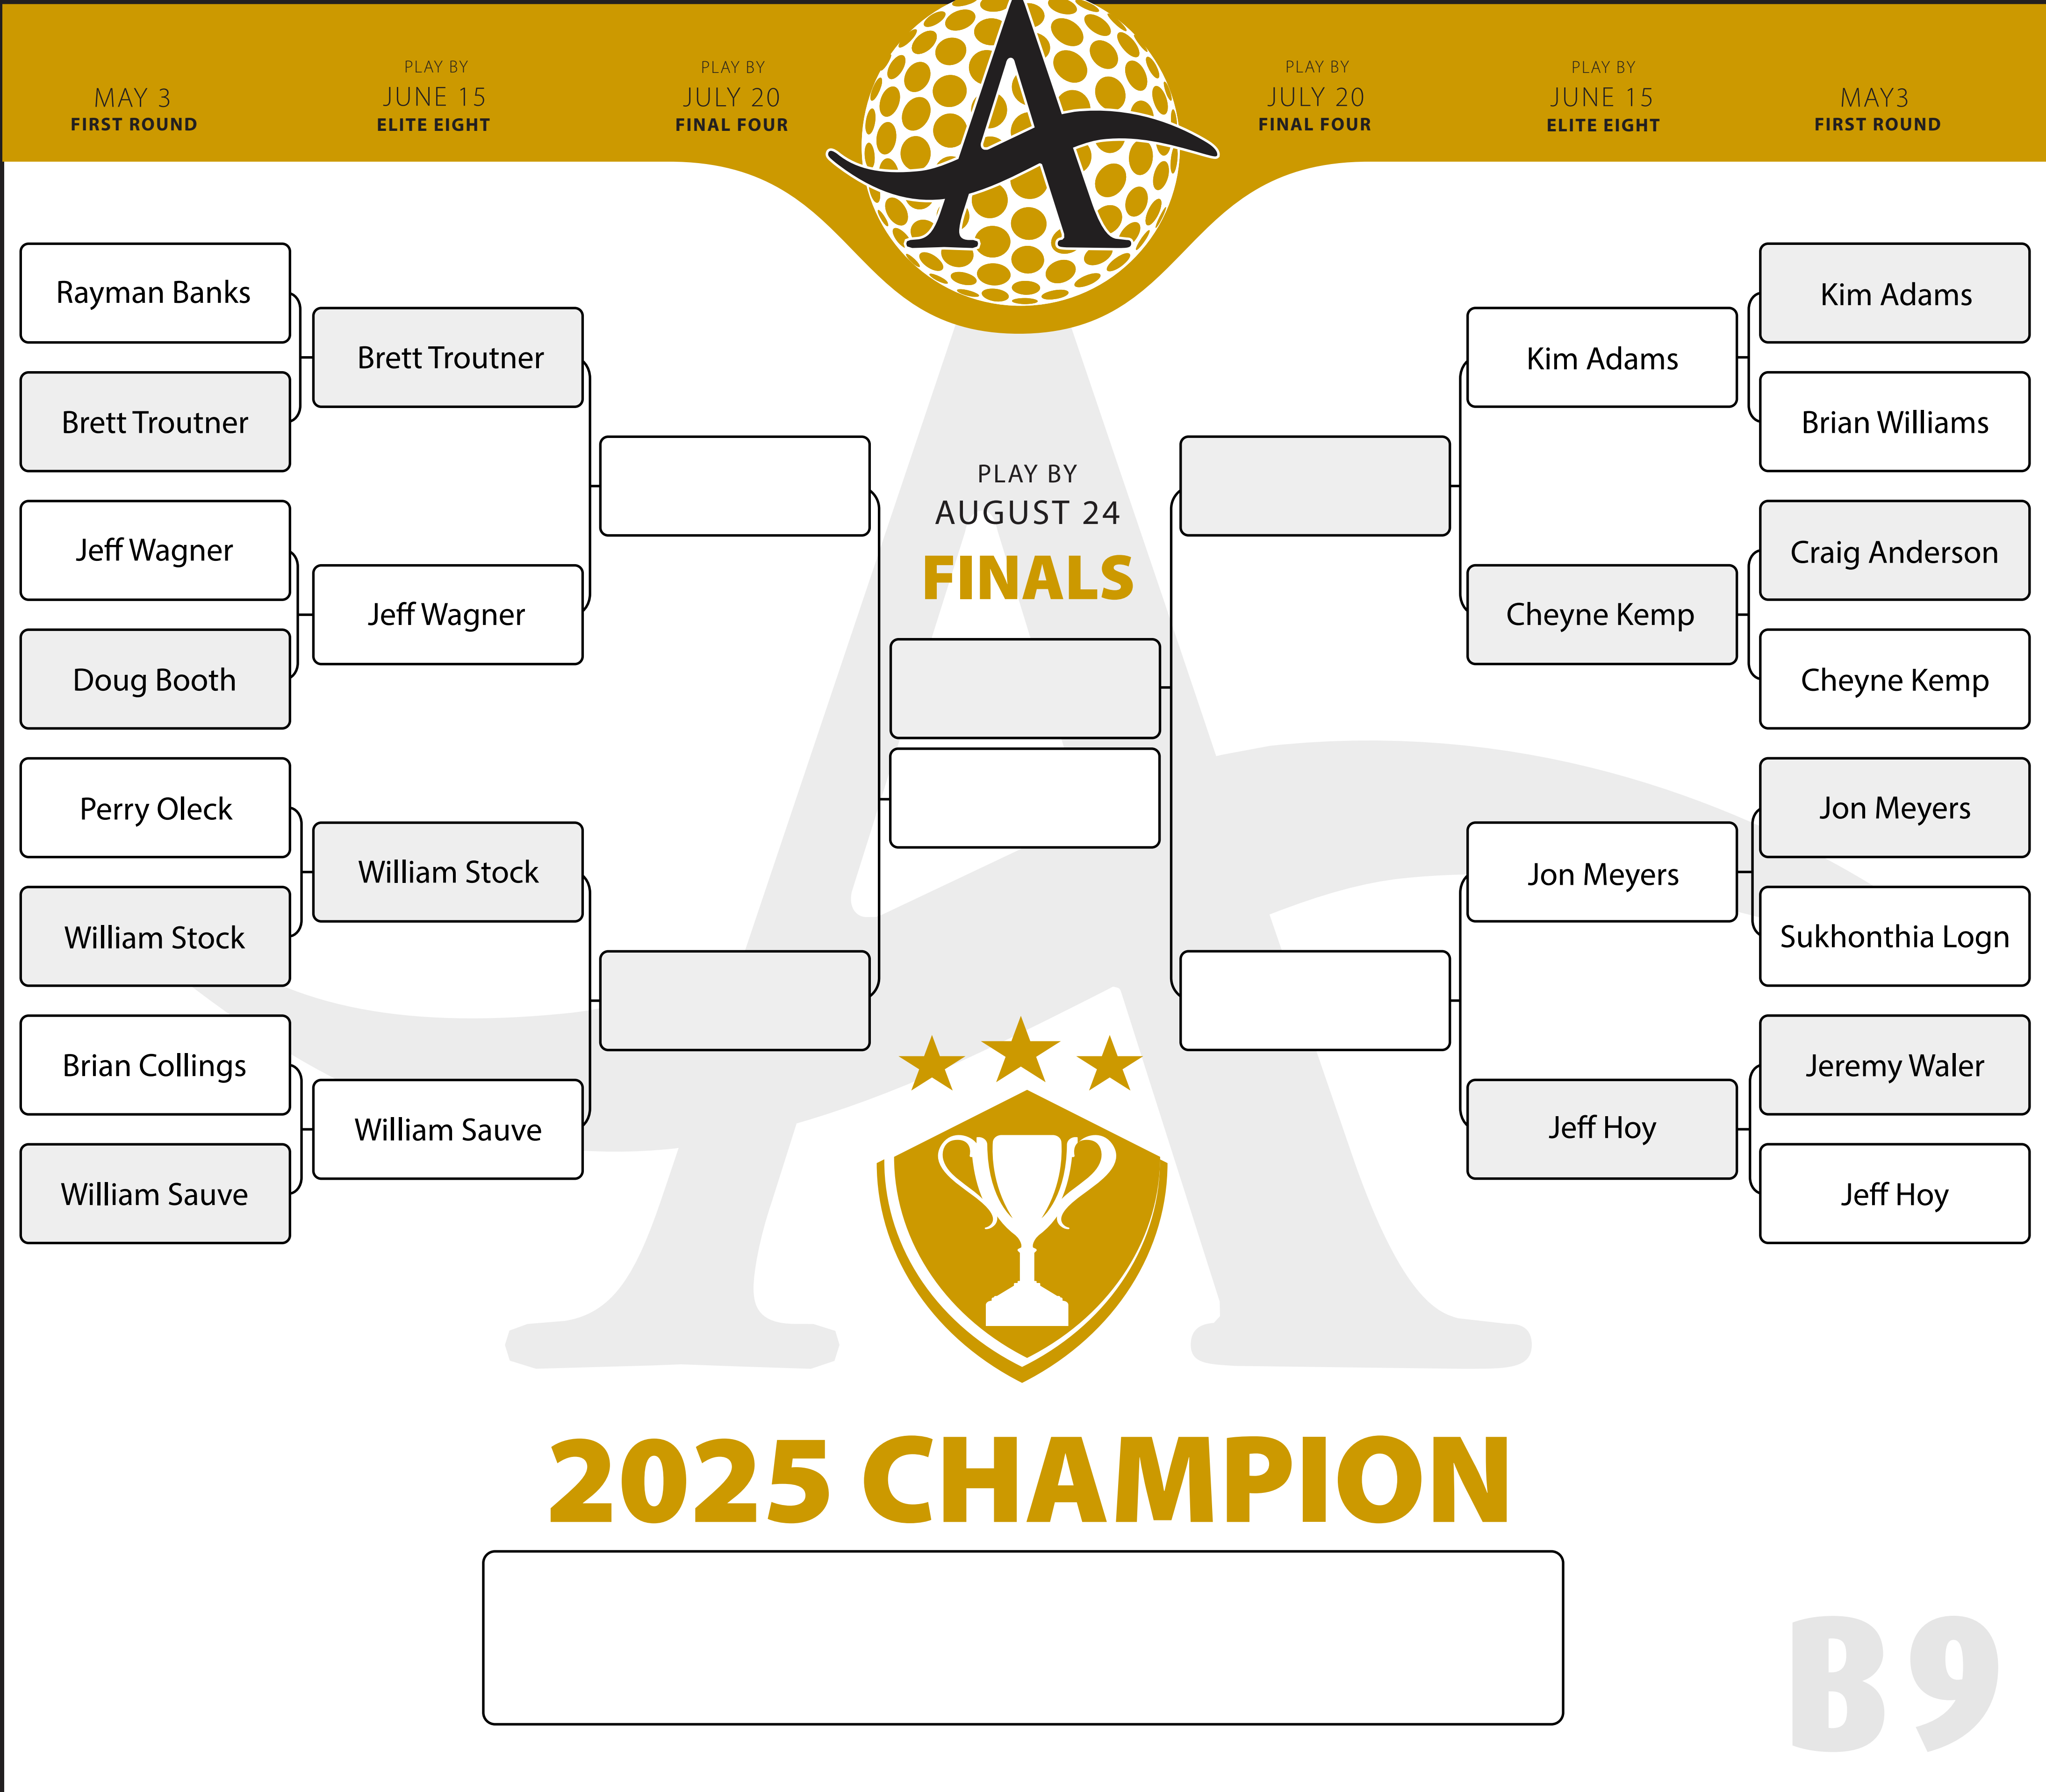 MAY 3
FIRST ROUND
PLAY BY
JUNE 15
ELITE EIGHT
PLAY BY
JULY 20
FINAL FOUR
A
PLAY BY
JULY 20
FINAL FOUR
PLAY BY
JUNE 15
ELITE EIGHT
MAY3
FIRST ROUND
Rayman Banks
Brett Troutner
Jeff Wagner
Doug Booth
Perry Oleck
William Stock
Brian Collings
William Sauve
Brett Troutner
Jeff Wagner
William Stock
William Sauve
PLAY BY
AUGUST 24
FINALS
Kim Adams
Cheyne Kemp
Jon Meyers
Jeff Hoy
Kim Adams
Brian Williams
Craig Anderson
Cheyne Kemp
Jon Meyers
Sukhonthia Logn
Jeremy Waler
Jeff Hoy
2025 CHAMPION
B9